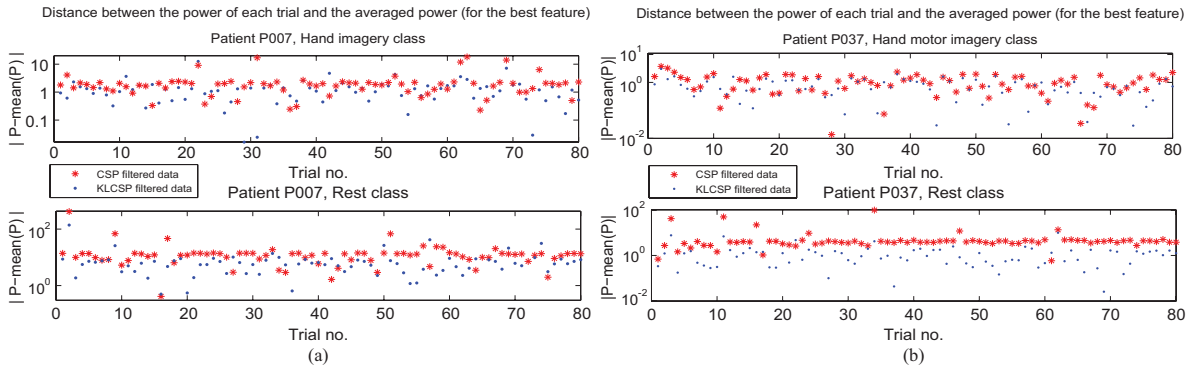 Distance between the power of each trial and the averaged power (for the best feature)
Patient P007, Hand imagery class
| P−mean(P) |
10
1
0.1
0 10 20 30 40 50 60 70 80
Trial no.
CSP filtered data
KLCSP filtered data
Patient P007, Rest class
| P−mean(P) |
10^2
10^0
0 10 20 30 40 50 60 70 80
Trial no.
(a)
Distance between the power of each trial and the averaged power (for the best feature)
Patient P037, Hand motor imagery class
| P−mean(P)|
10^1
10^0
10^−2
0 10 20 30 40 50 60 70 80
Trial no.
CSP filtered data
KLCSP filtered data
Patient P037, Rest class
| P−mean(P)|
10^2
10^0
10^−2
0 10 20 30 40 50 60 70 80
Trial no.
(b)